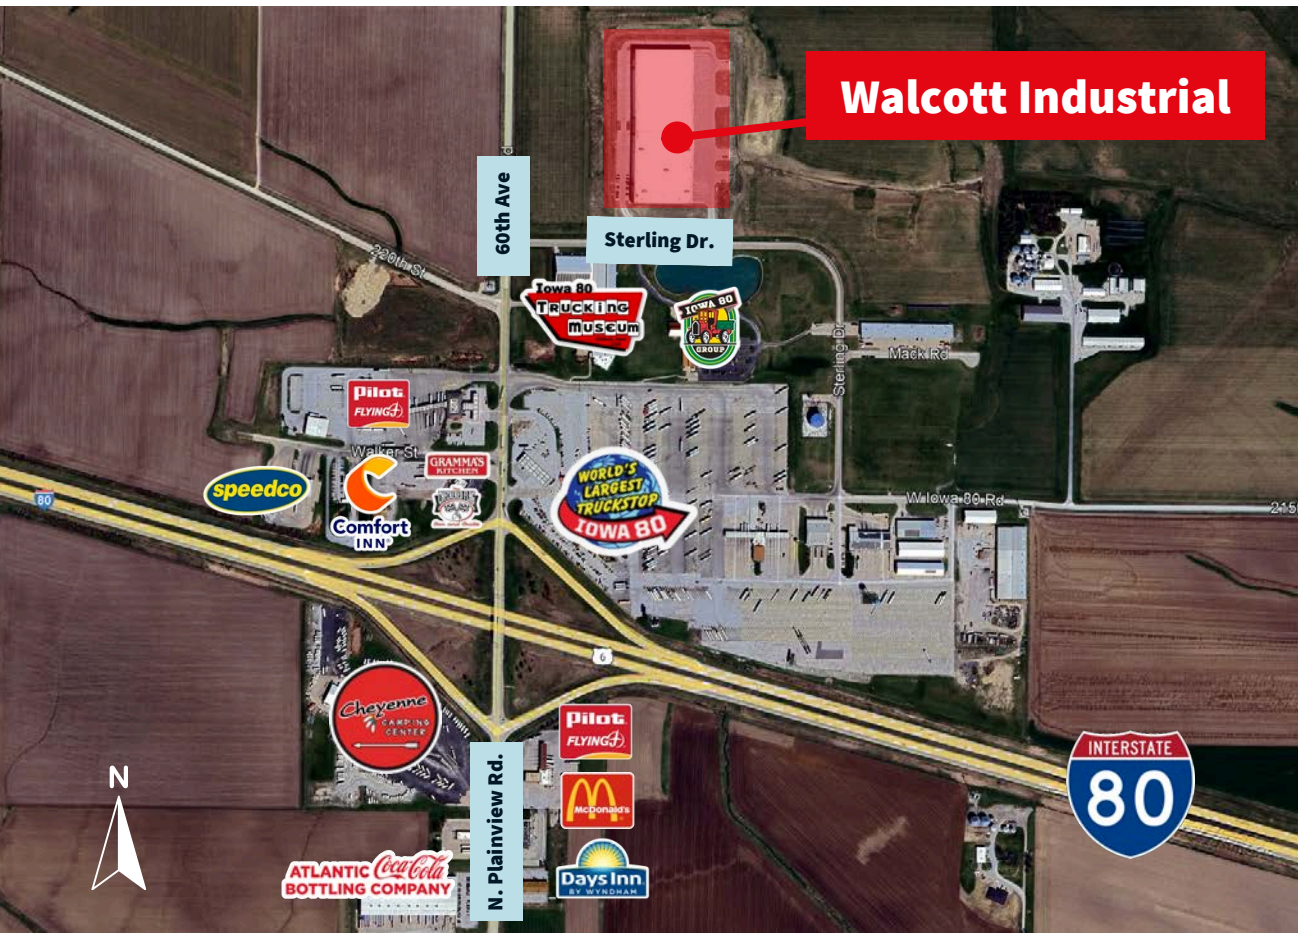 Walcott Industrial
60th Ave
Sterling Dr.
220th St
Iowa 80
TRUCKING
MUSEUM
IOWA 80
GROUP
Sterling Dr
Mack Rd
Pilot
FLYING J
Walker St
GRAMMA'S
KITCHEN
speedco
Comfort
INN
WORLD'S
LARGEST
TRUCKSTOP
IOWA 80
W Iowa 80 Rd
80
6
Cheyenne
CAMPING
CENTER
Pilot
FLYING J
McDonald's
Days Inn
BY WYNDHAM
N. Plainview Rd.
ATLANTIC Coca-Cola
BOTTLING COMPANY
N
INTERSTATE
80